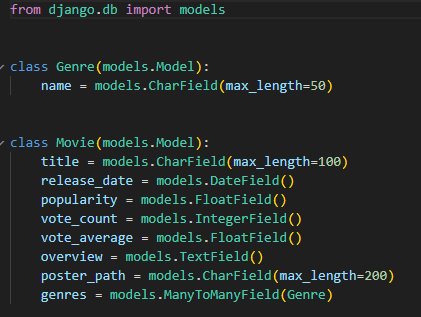 from django.db import models
class Genre(models.Model):
    name = models.CharField(max_length=50)
class Movie(models.Model):
    title = models.CharField(max_length=100)
    release_date = models.DateField()
    popularity = models.FloatField()
    vote_count = models.IntegerField()
    vote_average = models.FloatField()
    overview = models.TextField()
    poster_path = models.CharField(max_length=200)
    genres = models.ManyToManyField(Genre)